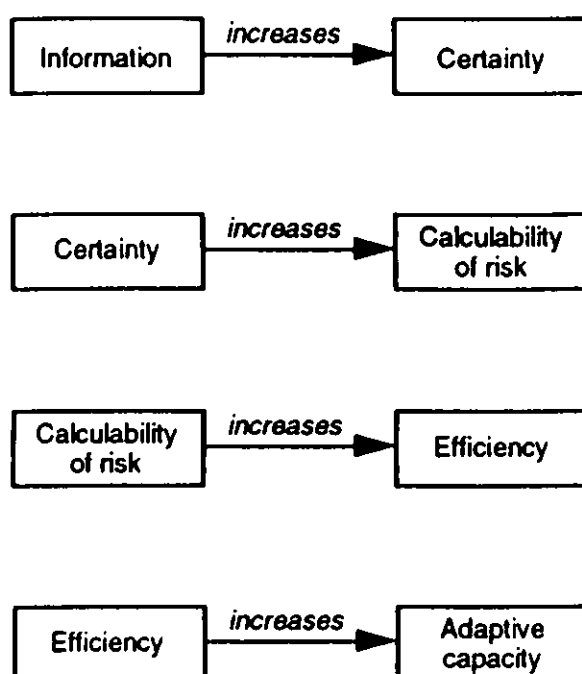 Information increases Certainty
Certainty increases Calculability
of risk
Calculability
of risk increases Efficiency
Efficiency increases Adaptive
capacity